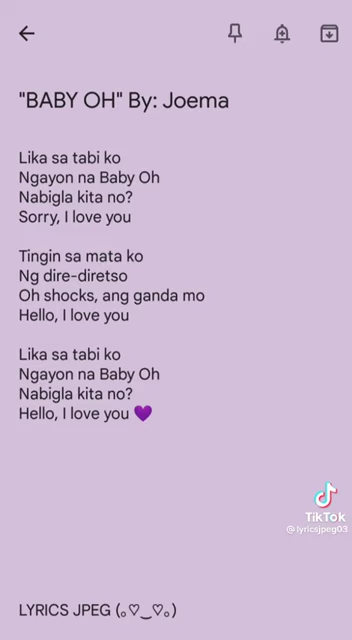 "BABY OH" By: Joema
Lika sa tabi ko
Ngayon na Baby Oh
Nabigla kita no?
Sorry, I love you
Tingin sa mata ko
Ng dire-diretso
Oh shocks, ang ganda mo
Hello, I love you
Lika sa tabi ko
Ngayon na Baby Oh
Nabigla kita no?
Hello, I love you 💜
TikTok
@lyricsjpeg03
LYRICS JPEG (｡♡‿♡｡)